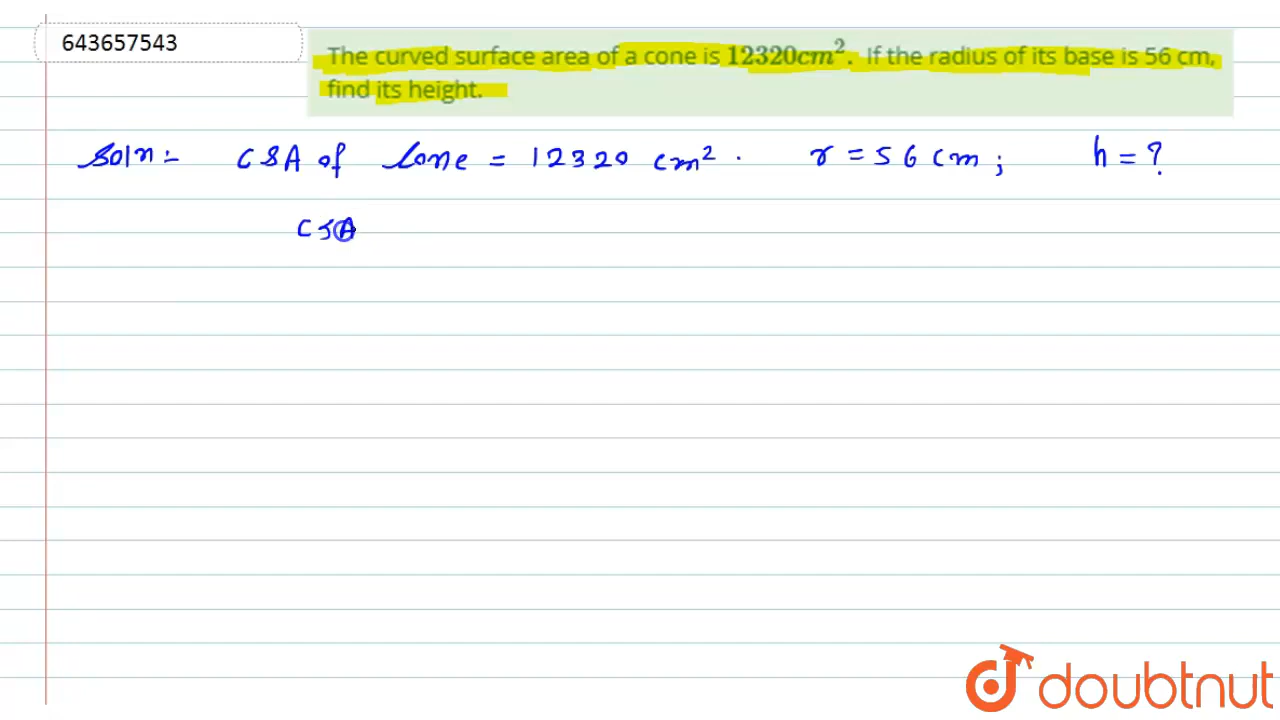 643657543
The curved surface area of a cone is 12320cm². If the radius of its base is 56 cm,
find its height.
Soln:- CSA of Cone = 12320 cm². r = 56 cm; h = ?
CSA
doubtnut